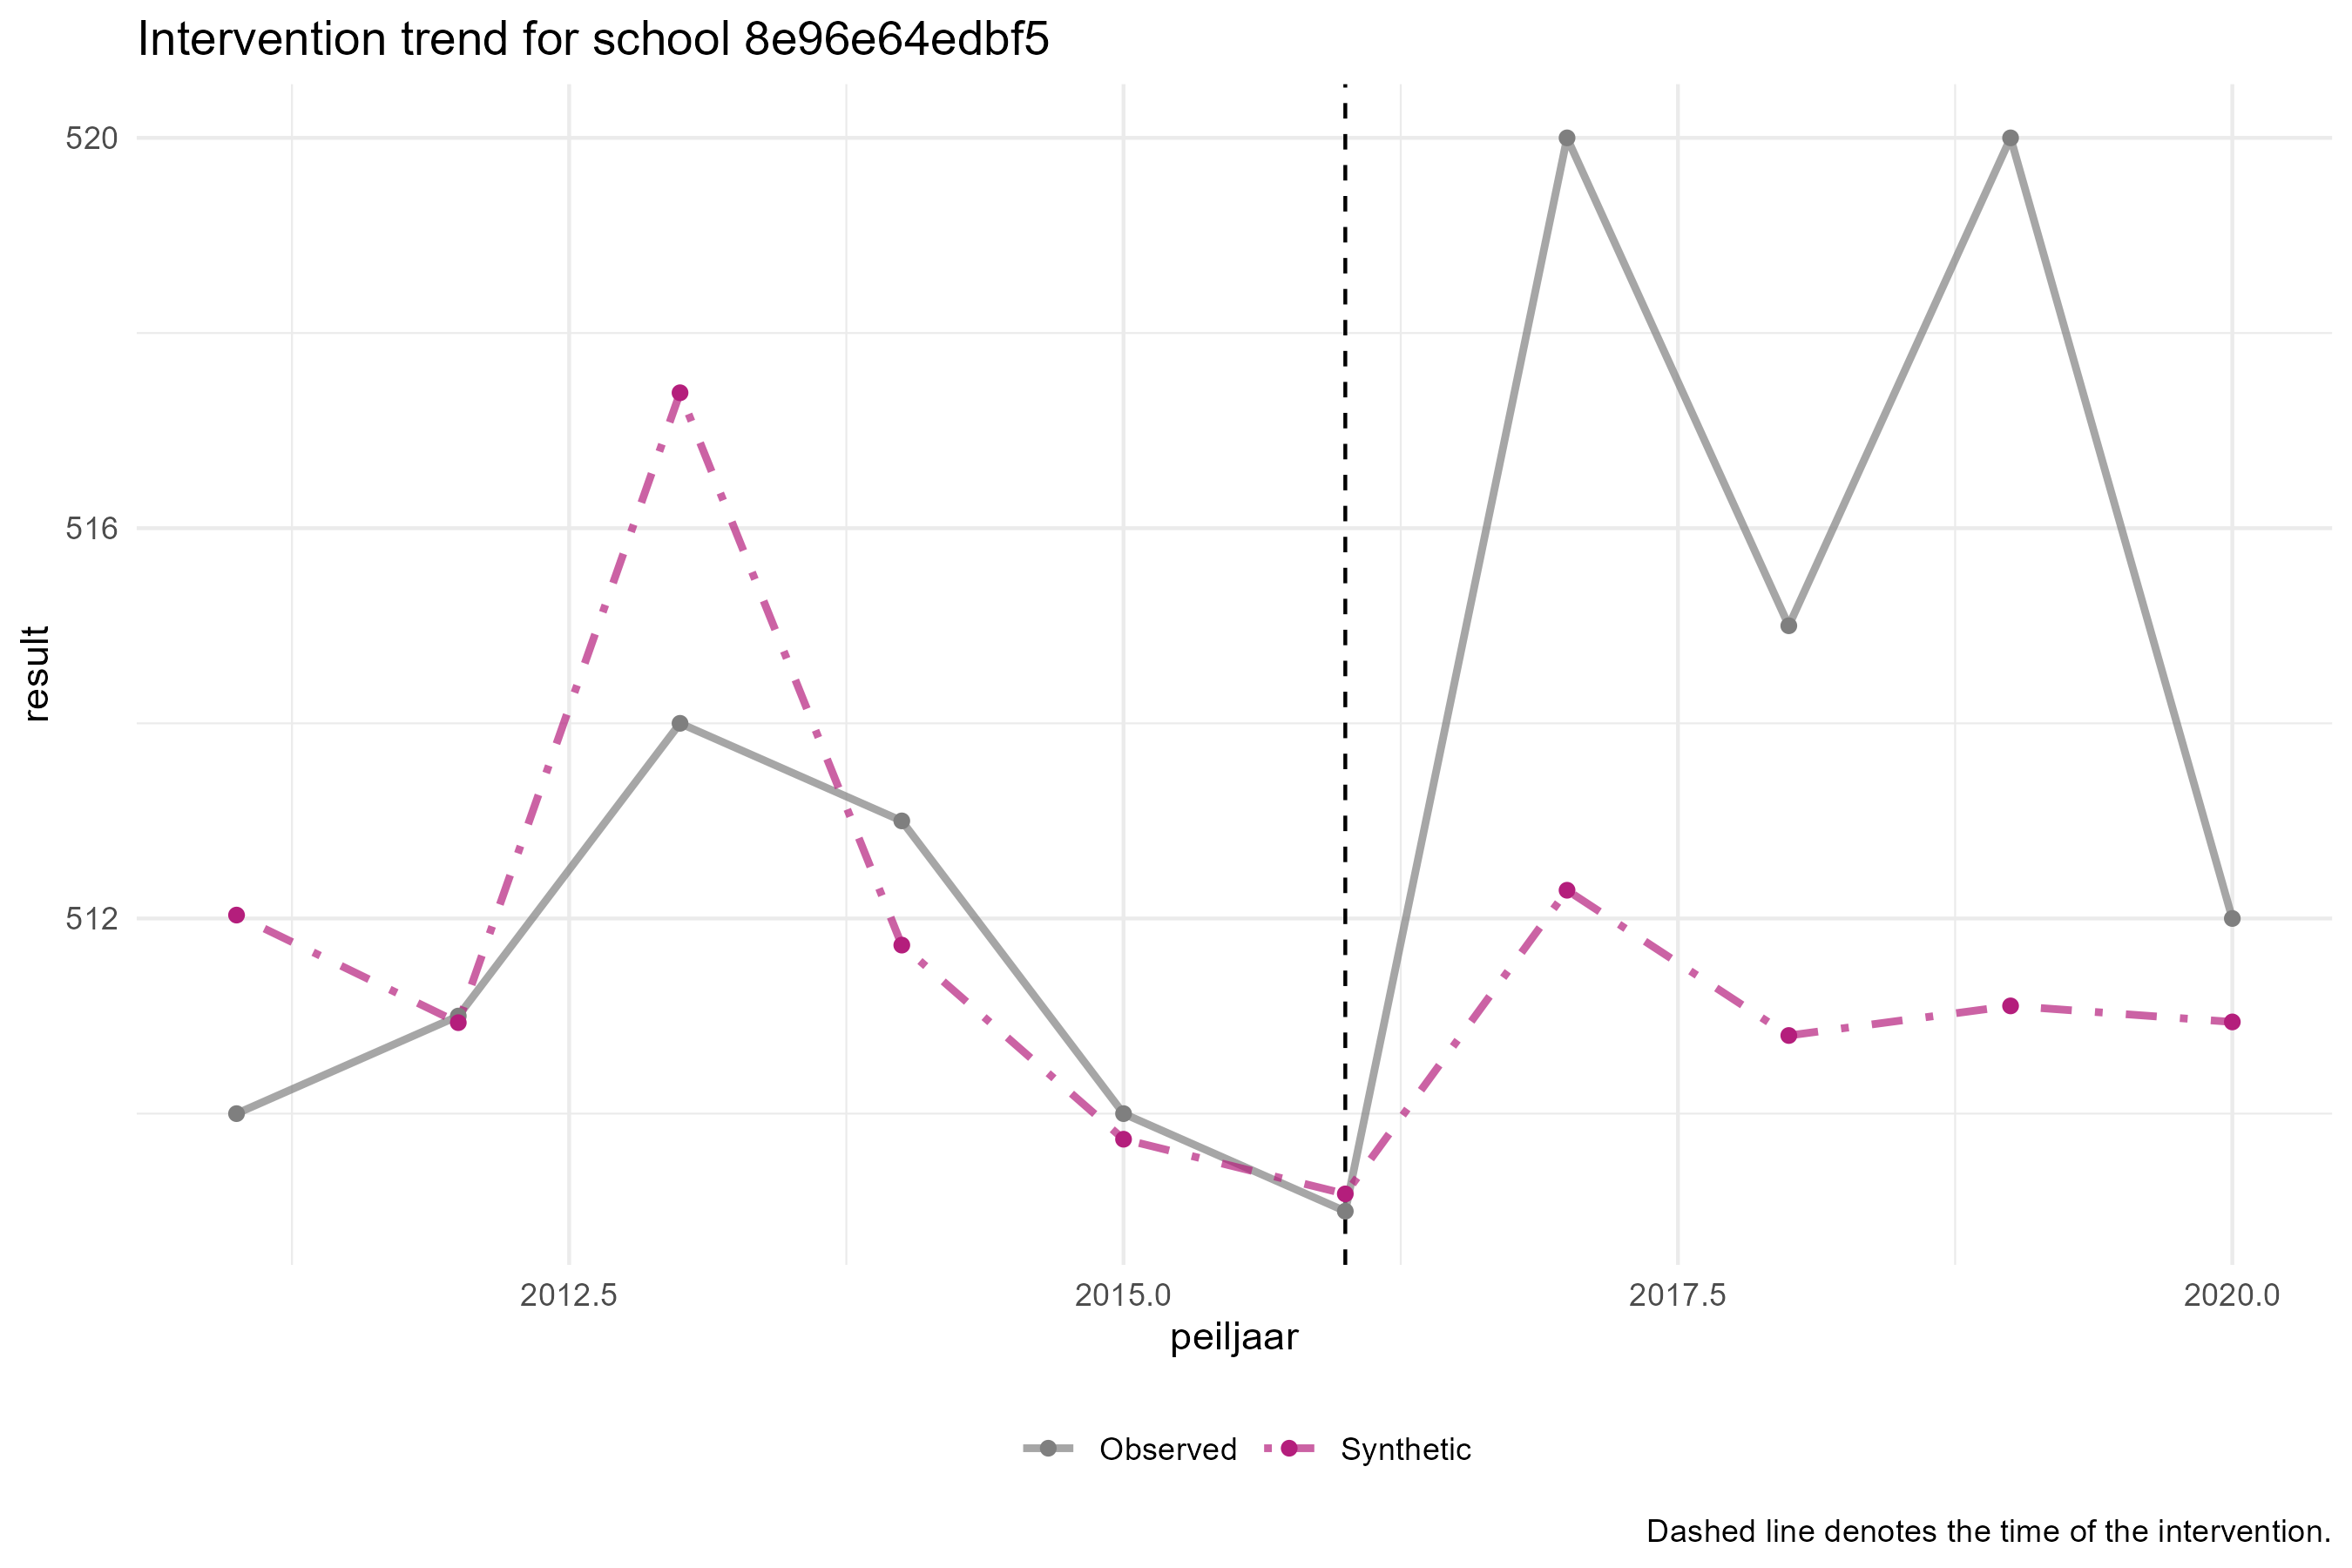 Intervention trend for school 8e96e64edbf5
520
516
512
result
2012.5 2015.0 2017.5 2020.0
peiljaar
Observed Synthetic
Dashed line denotes the time of the intervention.